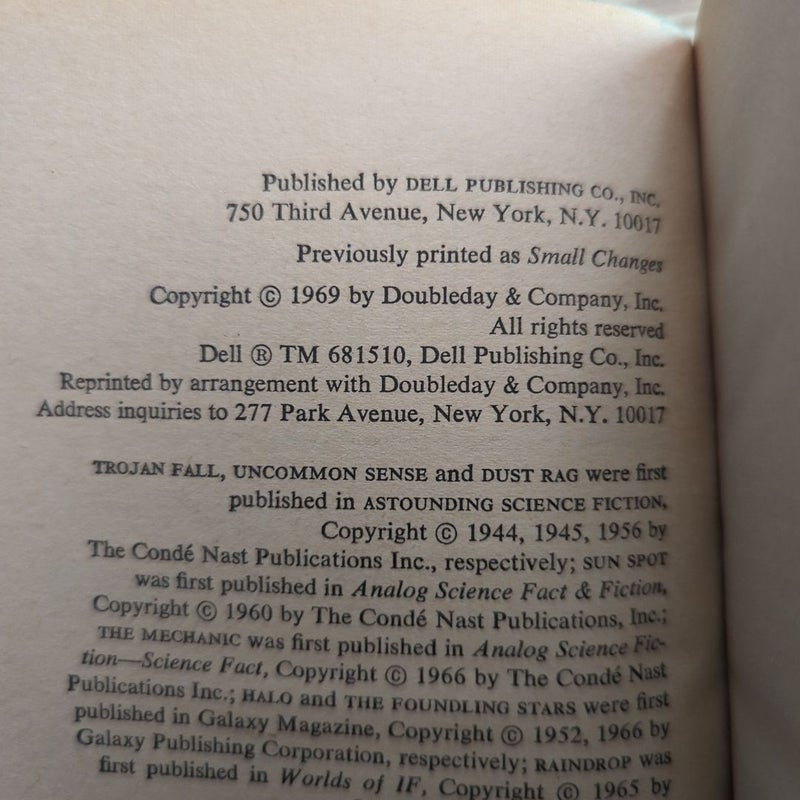 Published by DELL PUBLISHING CO., INC.
750 Third Avenue, New York, N.Y. 10017
Previously printed as Small Changes
Copyright © 1969 by Doubleday & Company, Inc.
All rights reserved
Dell ® TM 681510, Dell Publishing Co., Inc.
Reprinted by arrangement with Doubleday & Company, Inc.
Address inquiries to 277 Park Avenue, New York, N.Y. 10017
TROJAN FALL, UNCOMMON SENSE and DUST RAG were first
published in ASTOUNDING SCIENCE FICTION,
Copyright © 1944, 1945, 1956 by
The Condé Nast Publications Inc., respectively; SUN SPOT
was first published in Analog Science Fact & Fiction,
Copyright © 1960 by The Condé Nast Publications, Inc.;
THE MECHANIC was first published in Analog Science Fic-
tion—Science Fact, Copyright © 1966 by The Condé Nast
Publications Inc.; HALO and THE FOUNDLING STARS were first
published in Galaxy Magazine, Copyright © 1952, 1966 by
Galaxy Publishing Corporation, respectively; RAINDROP was
first published in Worlds of IF, Copyright © 1965 by